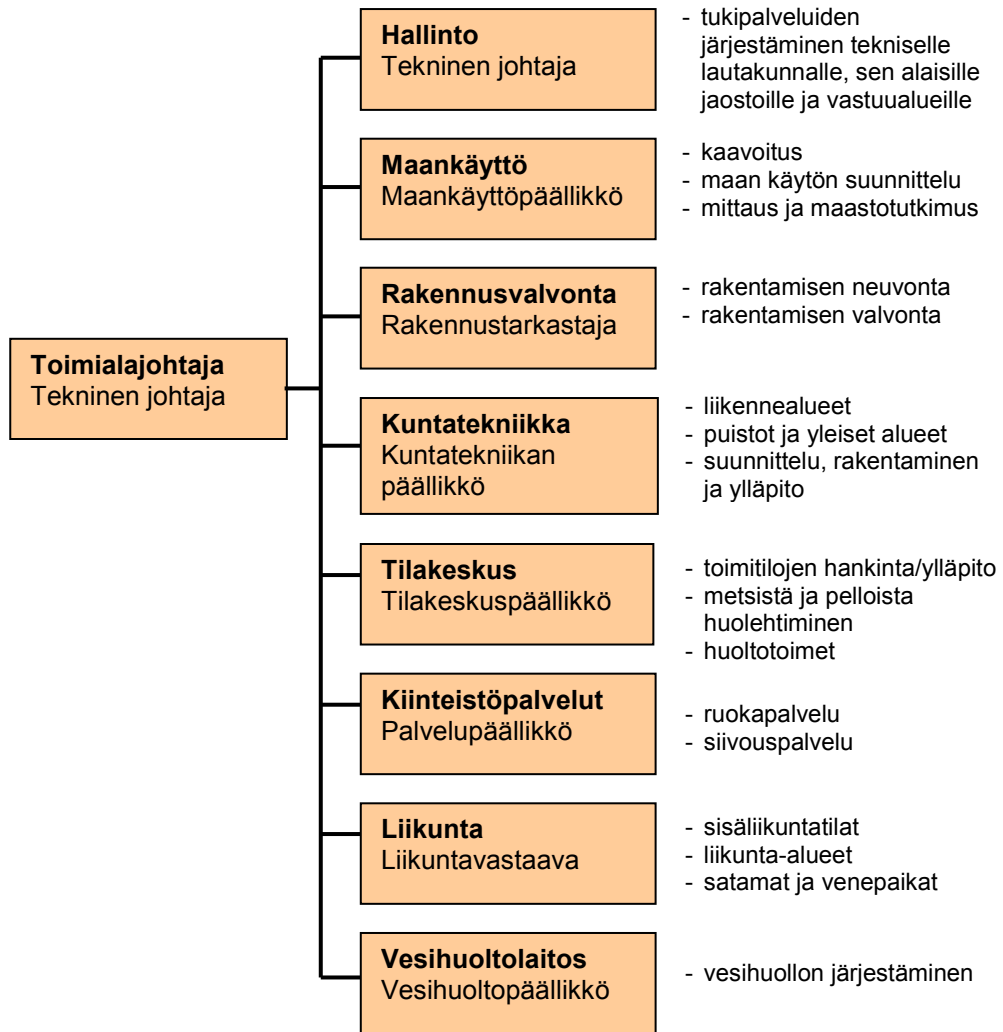 Hallinto
Tekninen johtaja
- tukipalveluiden
järjestäminen tekniselle
lautakunnalle, sen alaisille
jaostoille ja vastuualueille
Maankäyttö
Maankäyttöpäällikkö
- kaavoitus
- maan käytön suunnittelu
- mittaus ja maastotutkimus
Rakennusvalvonta
Rakennustarkastaja
- rakentamisen neuvonta
- rakentamisen valvonta
Toimialajohtaja
Tekninen johtaja
Kuntatekniikka
Kuntatekniikan
päällikkö
- liikennealueet
- puistot ja yleiset alueet
- suunnittelu, rakentaminen
ja ylläpito
Tilakeskus
Tilakeskuspäällikkö
- toimitilojen hankinta/ylläpito
- metsistä ja pelloista
huolehtiminen
- huoltotoimet
Kiinteistöpalvelut
Palvelupäällikkö
- ruokapalvelu
- siivouspalvelu
Liikunta
Liikuntavastaava
- sisäliikuntatilat
- liikunta-alueet
- satamat ja venepaikat
Vesihuoltolaitos
Vesihuoltopäällikkö
- vesihuollon järjestäminen